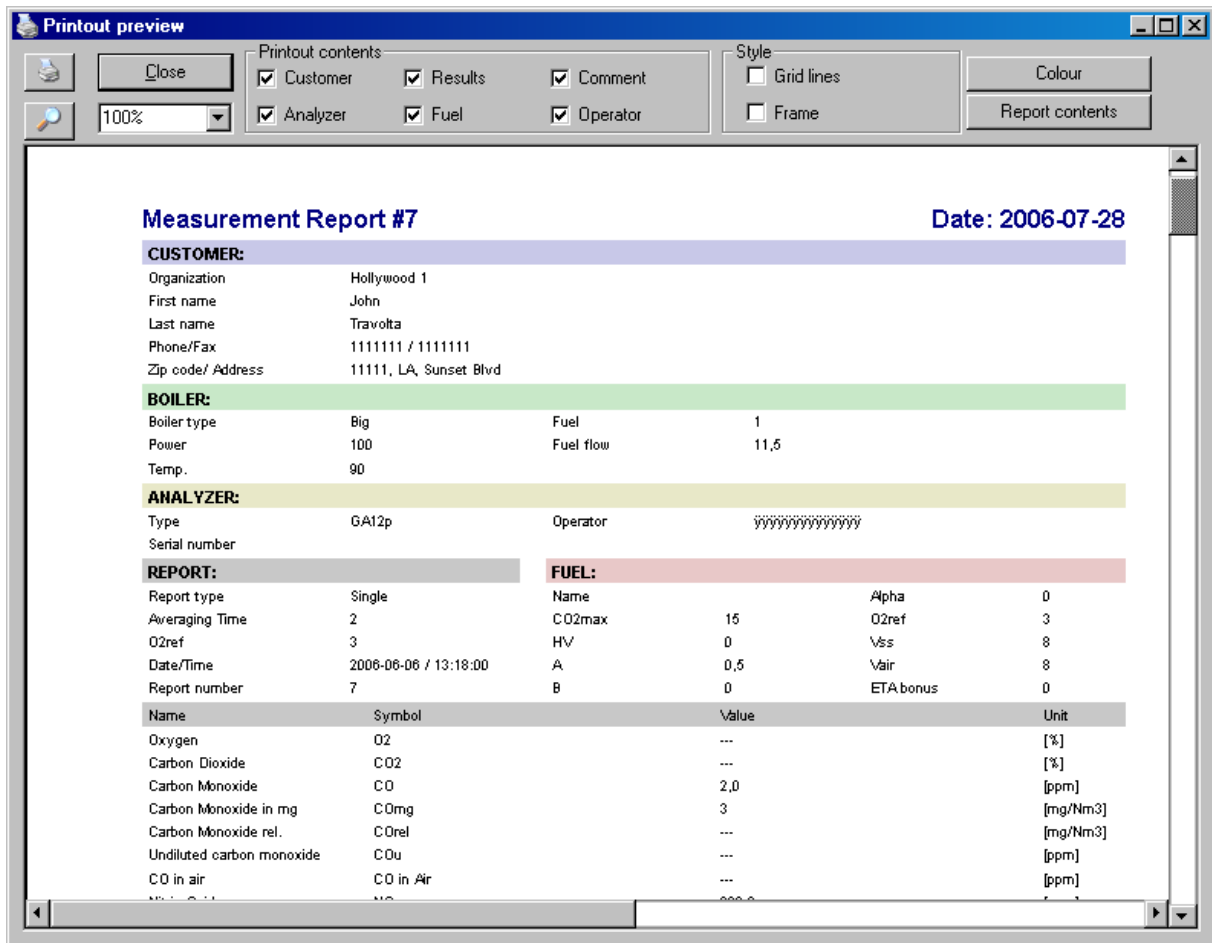 Printout preview
Close
100%
Printout contents
Customer Results Comment
Analyzer Fuel Operator
Style
Grid lines
Frame
Colour
Report contents
Measurement Report #7 Date: 2006-07-28
CUSTOMER:
Organization Hollywood 1
First name John
Last name Travolta
Phone/Fax 1111111 / 1111111
Zip code/ Address 11111, LA, Sunset Blvd
BOILER:
Boiler type Big Fuel 1
Power 100 Fuel flow 11,5
Temp. 90
ANALYZER:
Type GA12p Operator
Serial number
REPORT: FUEL:
Report type Single Name Alpha 0
Averaging Time 2 CO2max 15 O2ref 3
O2ref 3 HV 0 Vss 8
Date/Time 2006-06-06 / 13:18:00 A 0,5 Vair 8
Report number 7 B 0 ETA bonus 0
Name Symbol Value Unit
Oxygen O2 --- [%]
Carbon Dioxide CO2 --- [%]
Carbon Monoxide CO 2,0 [ppm]
Carbon Monoxide in mg COmg 3 [mg/Nm3]
Carbon Monoxide rel. COrel --- [mg/Nm3]
Undiluted carbon monoxide COu --- [ppm]
CO in air CO in Air --- [ppm]